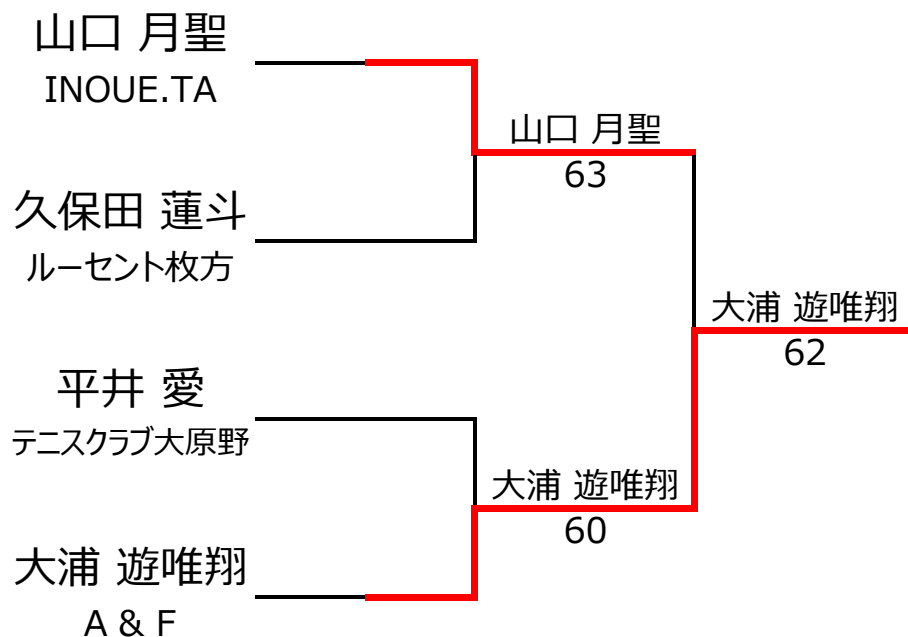 山口 月聖
INOUE.TA
久保田 蓮斗
ルーセント枚方
平井 愛
テニスクラブ大原野
大浦 遊唯翔
A & F
山口 月聖
63
大浦 遊唯翔
60
大浦 遊唯翔
62